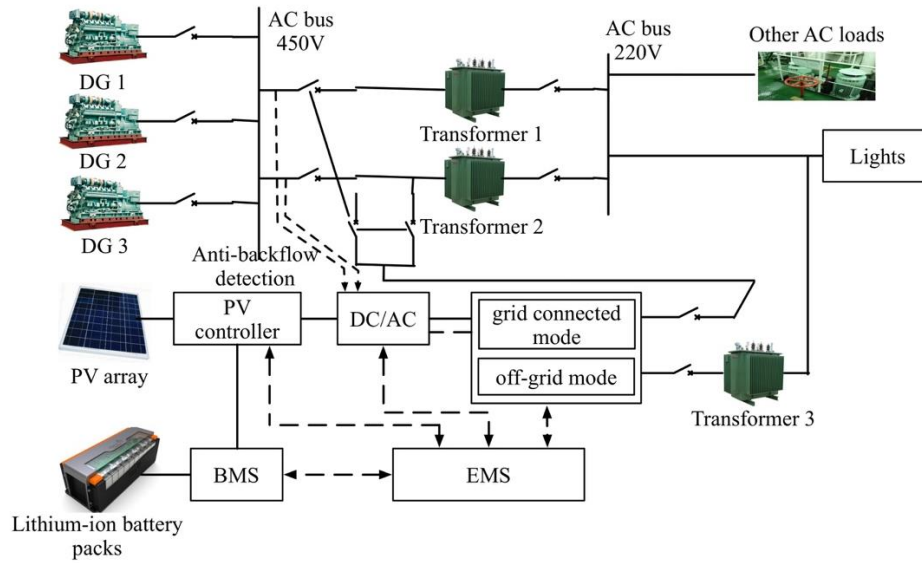 AC bus
450V
AC bus
220V
Other AC loads
DG 1
Transformer 1
DG 2
Lights
Transformer 2
DG 3
Anti-backflow
detection
PV
controller
DC/AC
grid connected
mode
off-grid mode
PV array
Transformer 3
BMS
EMS
Lithium-ion battery
packs